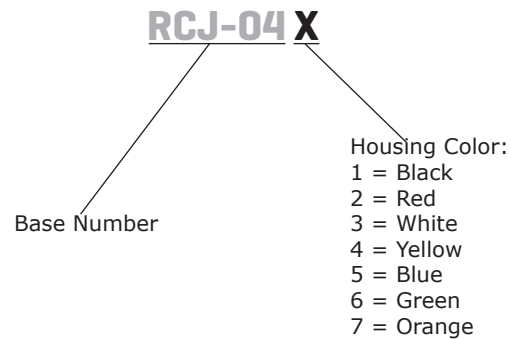 RCJ-04 X
Housing Color:
1 = Black
2 = Red
3 = White
4 = Yellow
5 = Blue
6 = Green
7 = Orange
Base Number